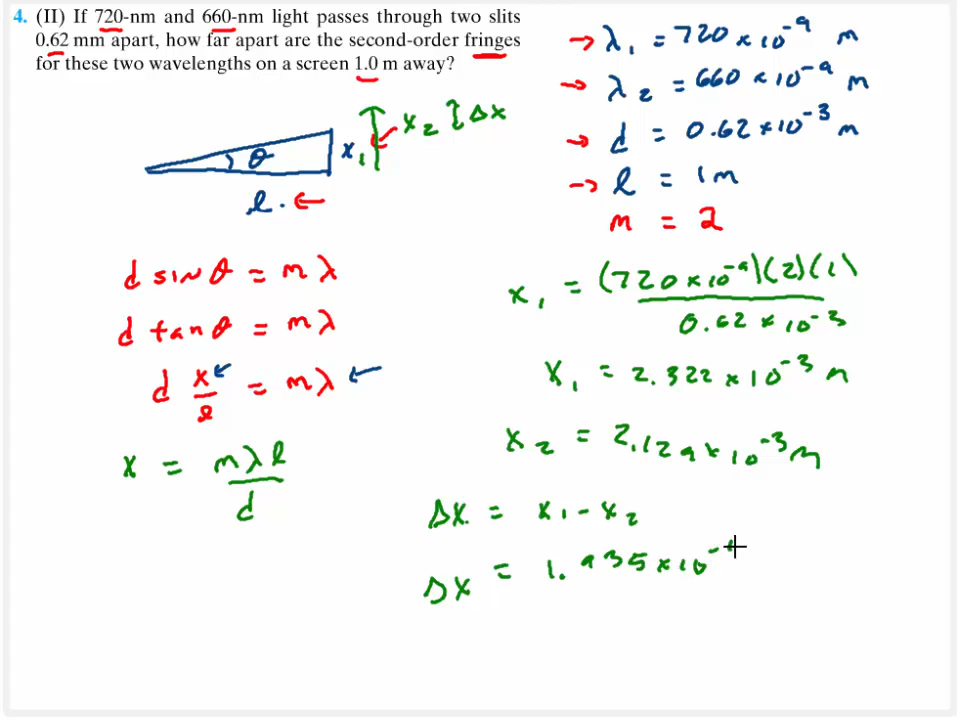 4. (II) If 720-nm and 660-nm light passes through two slits
0.62 mm apart, how far apart are the second-order fringes
for these two wavelengths on a screen 1.0 m away?
→ λ₁ = 720 × 10⁻⁹ m
→ λ₂ = 660 × 10⁻⁹ m
→ d = 0.62 × 10⁻³ m
→ l = 1m
m = 2
θ
x₁
x₂
Δx
l.
d sin θ = mλ
d tan θ = mλ
d x/l = mλ
x = mλl/d
x₁ = (720 × 10⁻⁹)(2)(1)/0.62 × 10⁻³
x₁ = 2.322 × 10⁻³ m
x₂ = 2.129 × 10⁻³ m
Δx = x₁ - x₂
Δx = 1.935 × 10⁻